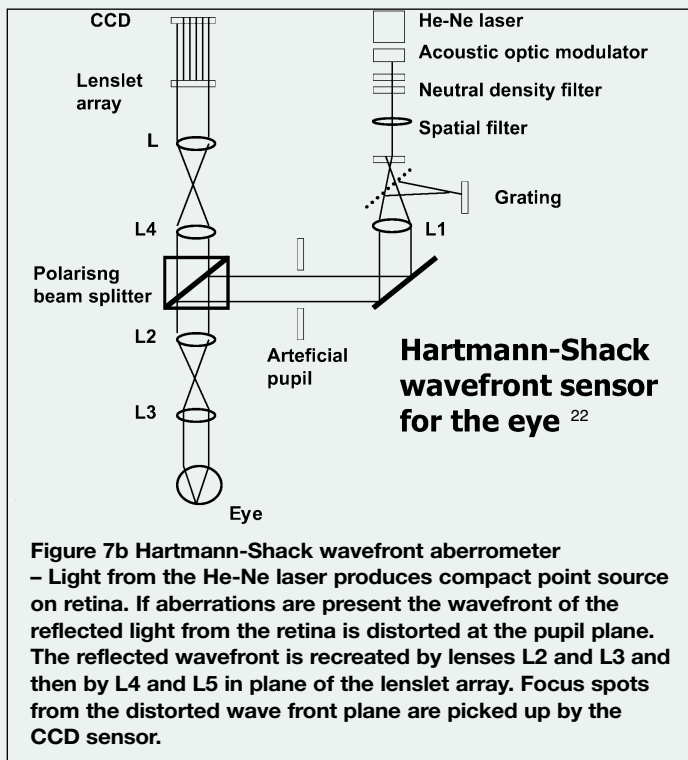 CCD
Lenslet
array
L
L4
Polarisng
beam splitter
L2
L3
Eye
He-Ne laser
Acoustic optic modulator
Neutral density filter
Spatial filter
Grating
L1
Arteficial
pupil
Hartmann-Shack
wavefront sensor
for the eye 22
Figure 7b Hartmann-Shack wavefront aberrometer
– Light from the He-Ne laser produces compact point source
on retina. If aberrations are present the wavefront of the
reflected light from the retina is distorted at the pupil plane.
The reflected wavefront is recreated by lenses L2 and L3 and
then by L4 and L5 in plane of the lenslet array. Focus spots
from the distorted wave front plane are picked up by the
CCD sensor.